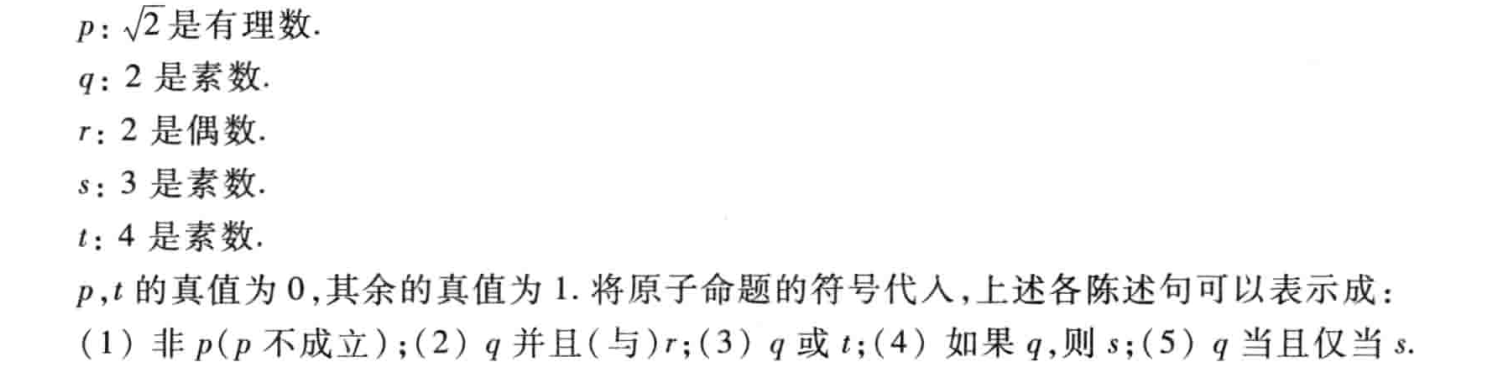 p: √2是有理数.
q: 2 是素数.
r: 2 是偶数.
s: 3 是素数.
t: 4 是素数.
p,t 的真值为 0,其余的真值为 1. 将原子命题的符号代入,上述各陈述句可以表示成:
(1) 非 p(p 不成立);(2) q 并且(与)r;(3) q 或 t;(4) 如果 q,则 s;(5) q 当且仅当 s.